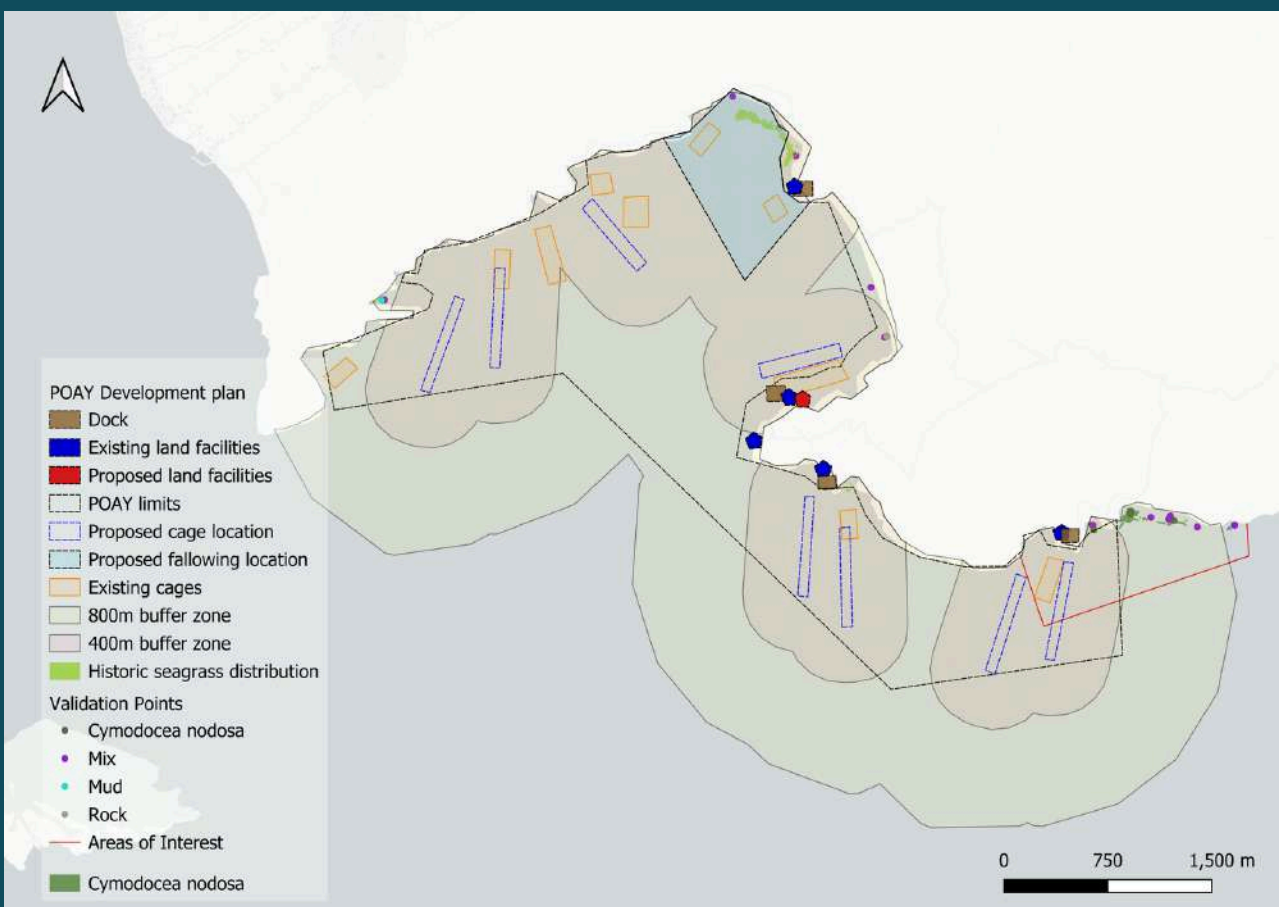 POAY Development plan
Dock
Existing land facilities
Proposed land facilities
POAY limits
Proposed cage location
Proposed fallowing location
Existing cages
800m buffer zone
400m buffer zone
Historic seagrass distribution
Validation Points
Cymodocea nodosa
Mix
Mud
Rock
Areas of Interest
Cymodocea nodosa
0 750 1,500 m